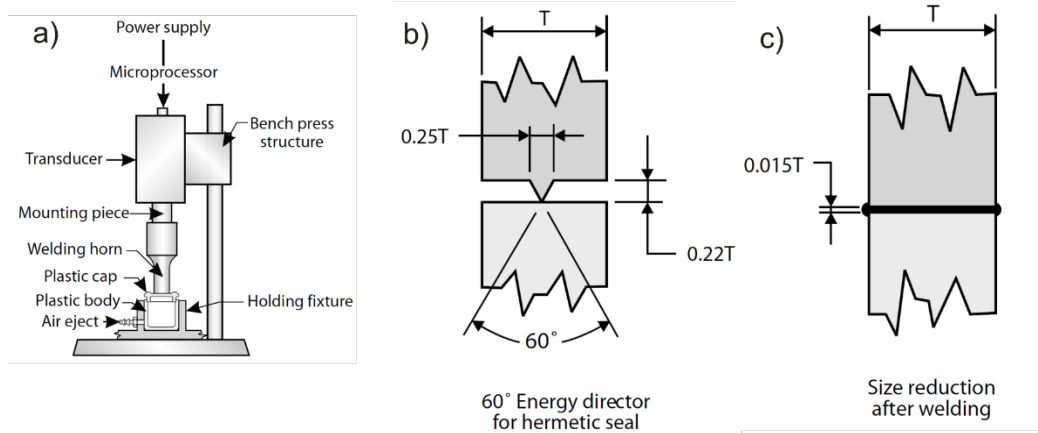 a)
Power supply
Microprocessor
Transducer
Bench press
structure
Mounting piece
Welding horn
Plastic cap
Plastic body
Air eject
Holding fixture
b)
T
0.25T
0.22T
60°
60° Energy director
for hermetic seal
c)
T
0.015T
Size reduction
after welding